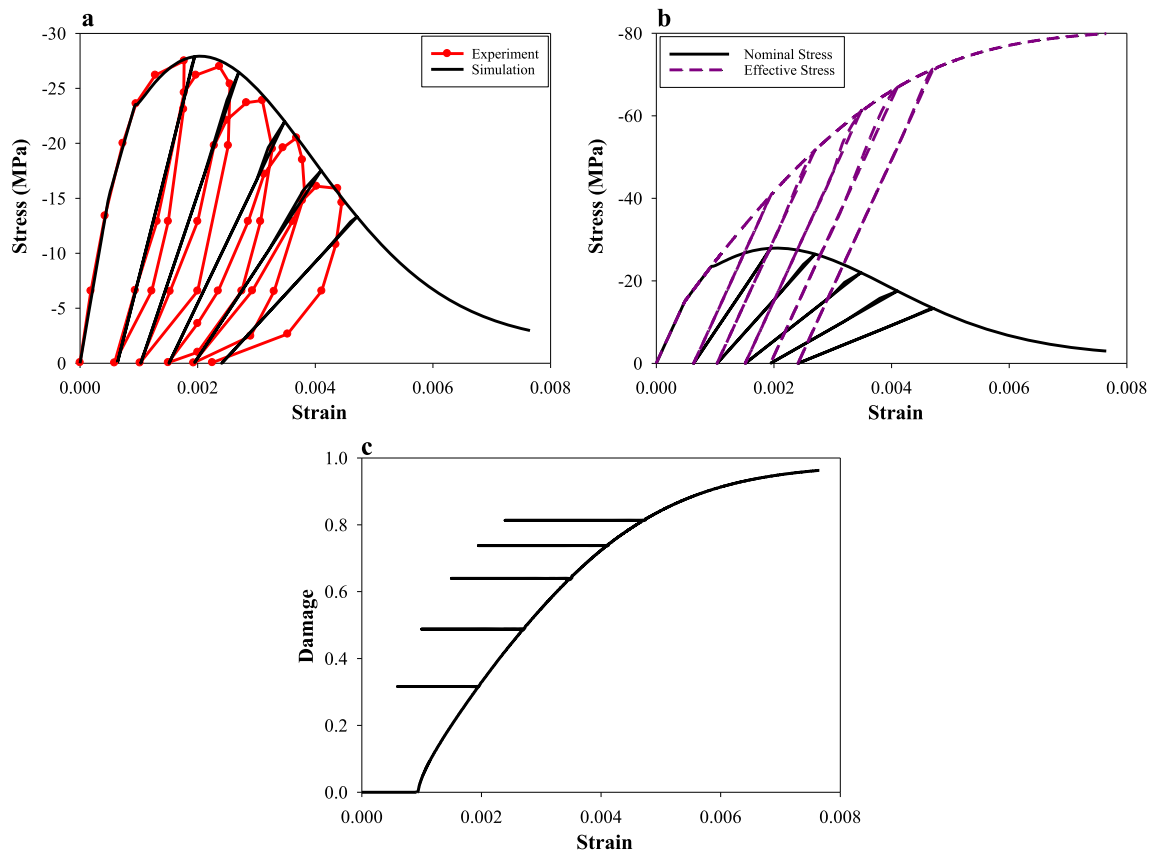 a
-30
-25
-20
-15
-10
-5
0
0.000 0.002 0.004 0.006 0.008
Stress (MPa)
Strain
Experiment
Simulation
b
-80
-60
-40
-20
0
0.000 0.002 0.004 0.006 0.008
Stress (MPa)
Strain
Nominal Stress
Effective Stress
c
1.0
0.8
0.6
0.4
0.2
0.0
0.000 0.002 0.004 0.006 0.008
Damage
Strain